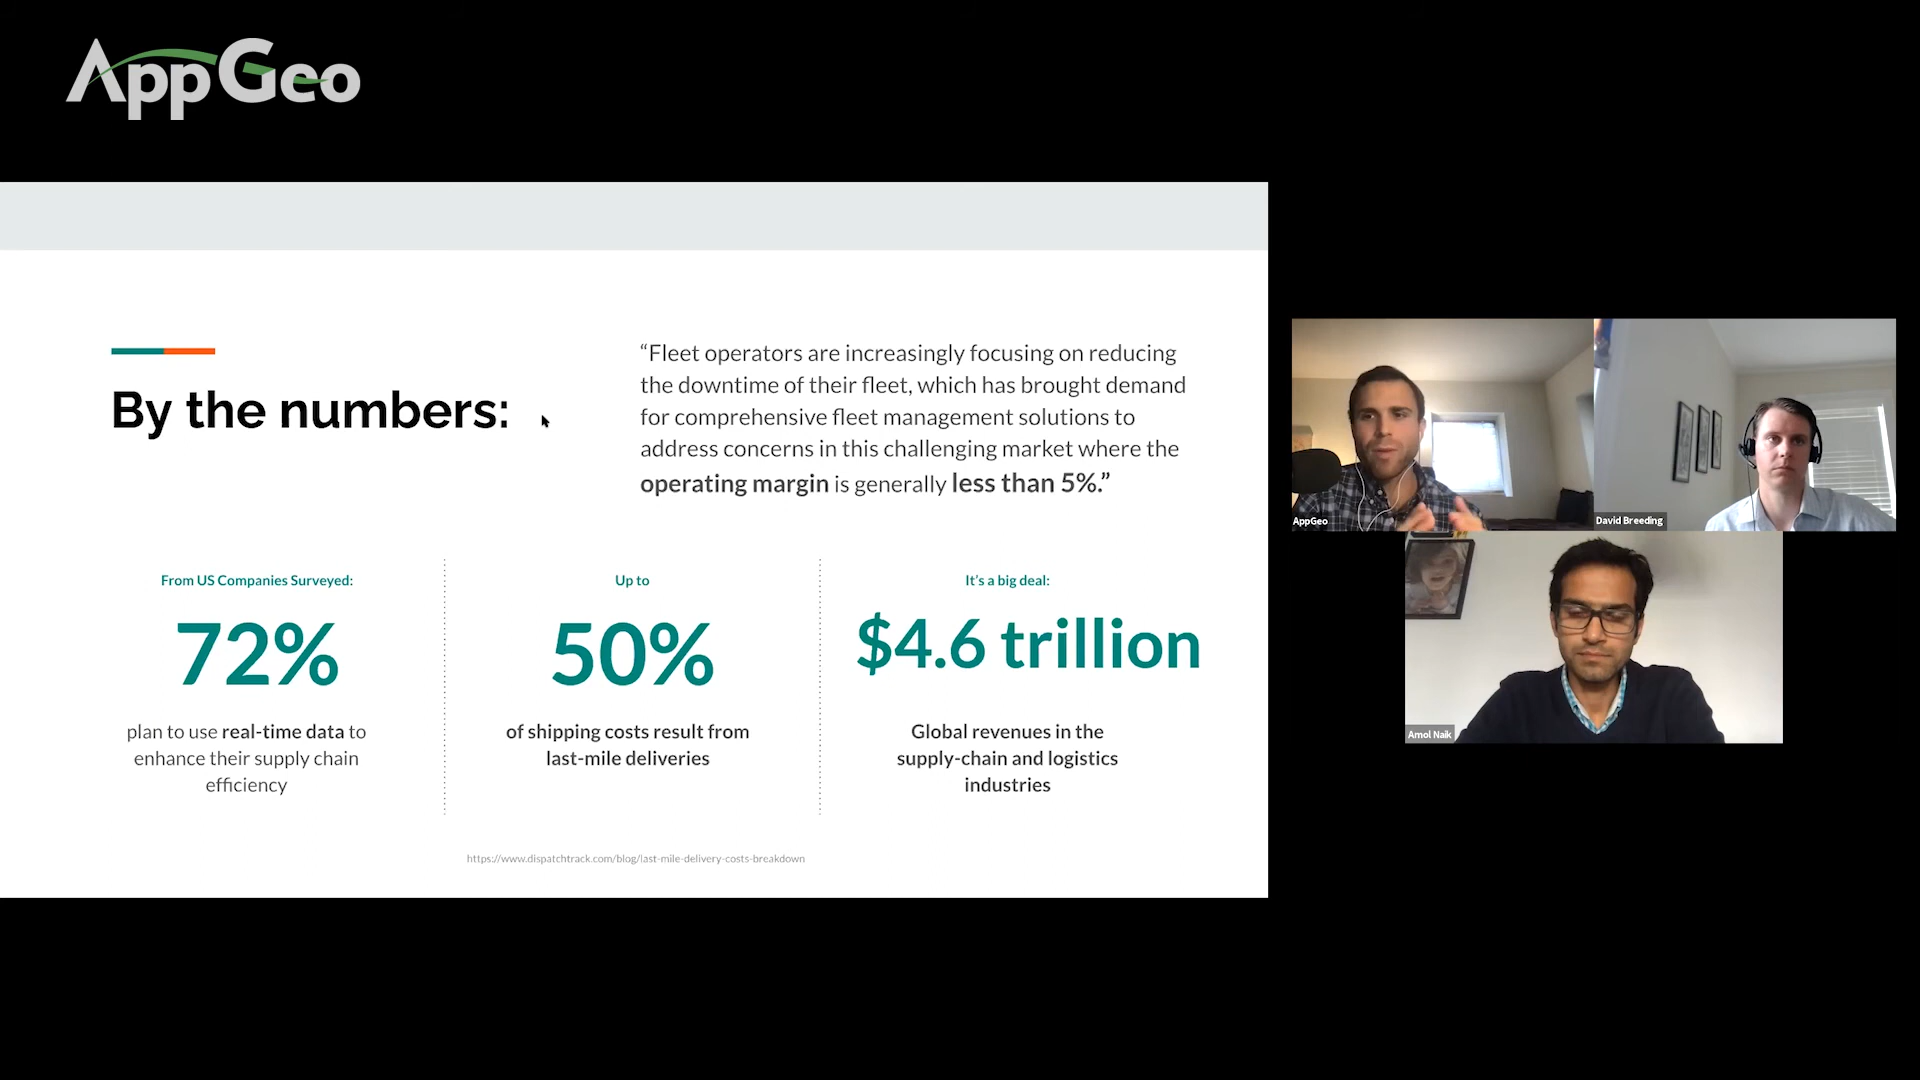 AppGeo
By the numbers:
“Fleet operators are increasingly focusing on reducing
the downtime of their fleet, which has brought demand
for comprehensive fleet management solutions to
address concerns in this challenging market where the
operating margin is generally less than 5%.”
From US Companies Surveyed:
72%
plan to use real-time data to
enhance their supply chain
efficiency
Up to
50%
of shipping costs result from
last-mile deliveries
It’s a big deal:
$4.6 trillion
Global revenues in the
supply-chain and logistics
industries
https://www.dispatchtrack.com/blog/last-mile-delivery-costs-breakdown
AppGeo
David Breeding
Amol Naik